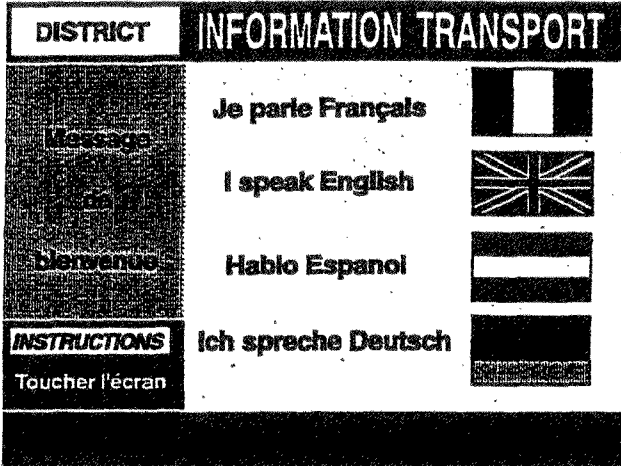 DISTRICT
INFORMATION TRANSPORT
Message
de la
bienvenue
Je parle Français
I speak English
Hablo Espanol
Ich spreche Deutsch
INSTRUCTIONS
Toucher l'écran